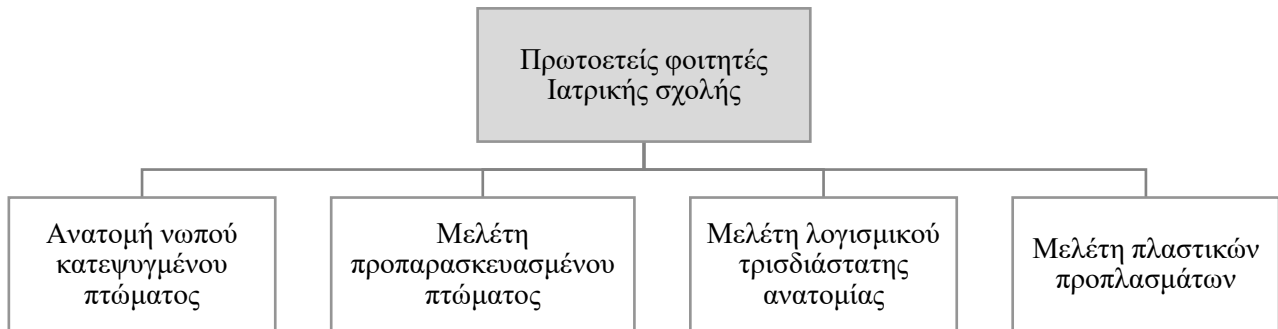 Πρωτοετείς φοιτητές
Ιατρικής σχολής
Ανατομή νωπού
κατεψυγμένου
πτώματος
Μελέτη
προπαρασκευασμένου
πτώματος
Μελέτη λογισμικού
τρισδιάστατης
ανατομίας
Μελέτη πλαστικών
προπλασμάτων